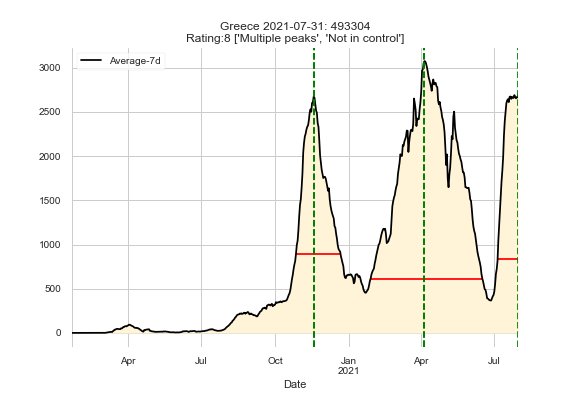 Greece 2021-07-31: 493304
Rating:8 ['Multiple peaks', 'Not in control']
Average-7d
3000
2500
2000
1500
1000
500
0
Apr
Jul
Oct
Jan
2021
Apr
Jul
Date